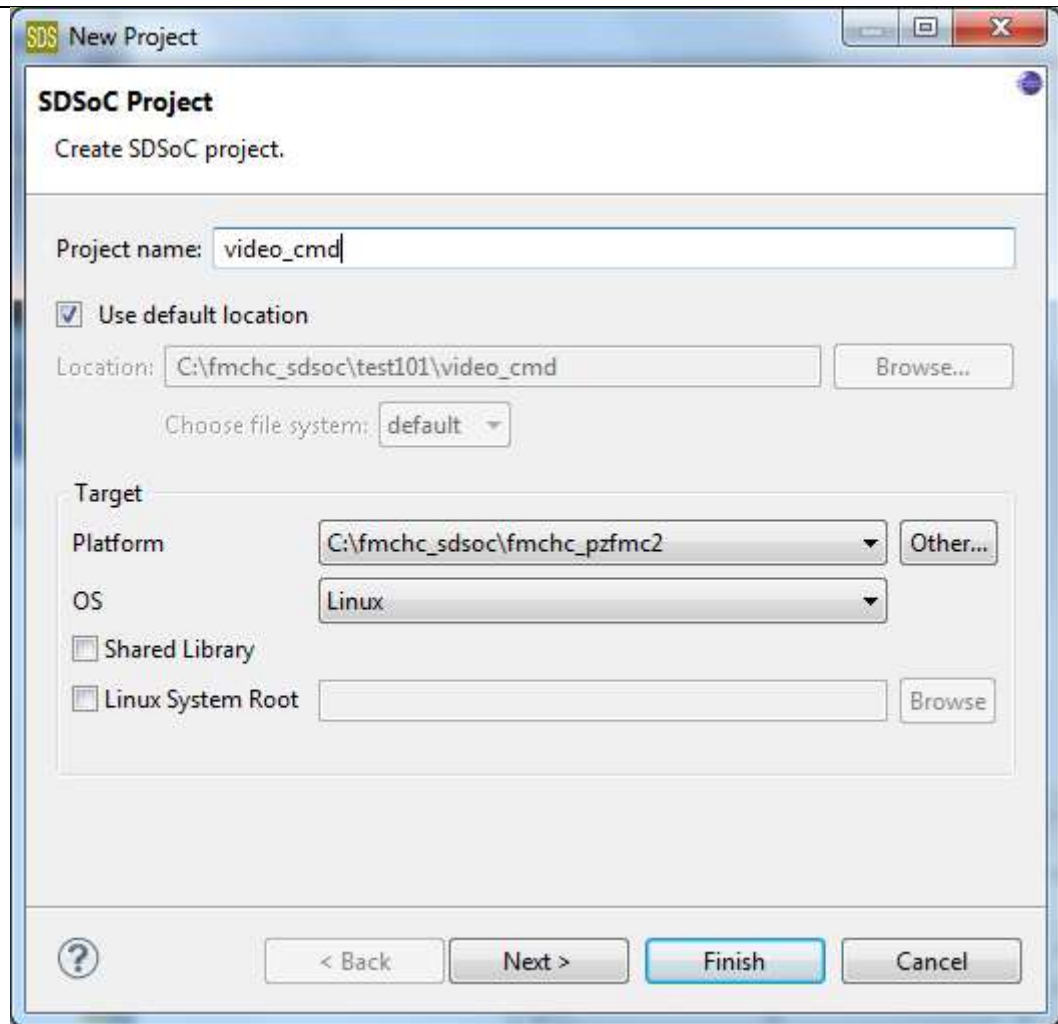 SDS New Project
SDSoC Project
Create SDSoC project.
Project name: video_cmd
Use default location
Location: C:\fmchc_sdsoc\test101\video_cmd Browse...
Choose file system: default
Target
Platform C:\fmchc_sdsoc\fmchc_pzfmc2 Other...
OS Linux
Shared Library
Linux System Root Browse
? < Back Next > Finish Cancel